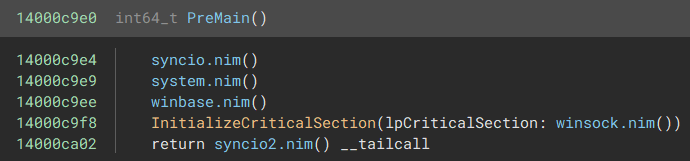 14000c9e0 int64_t PreMain()
14000c9e4 syncio.nim()
14000c9e9 system.nim()
14000c9ee winbase.nim()
14000c9f8 InitializeCriticalSection(lpCriticalSection: winsock.nim())
14000ca02 return syncio2.nim() __tailcall